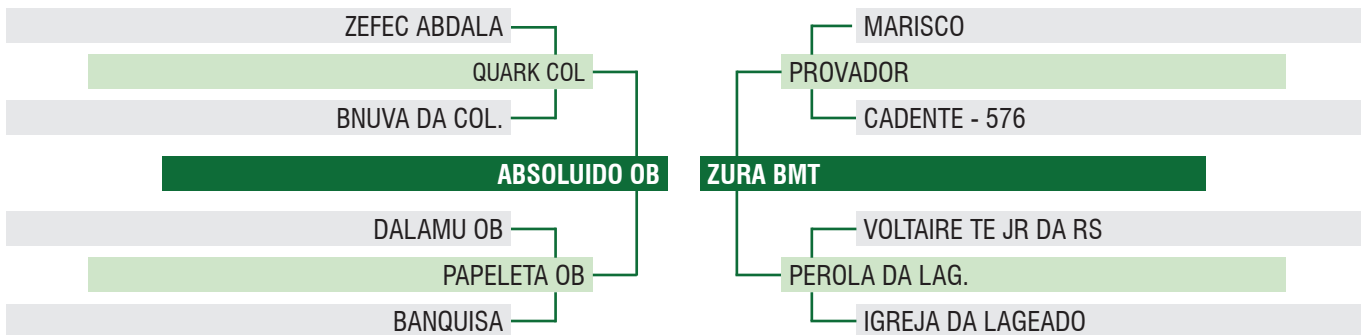 ZEFEC ABDALA
QUARK COL
BNUVA DA COL.
ABSOLUIDO OB
DALAMU OB
PAPELETA OB
BANQUISA
MARISCO
PROVADOR
CADENTE - 576
ZURA BMT
VOLTAIRE TE JR DA RS
PEROLA DA LAG.
IGREJA DA LAGEADO